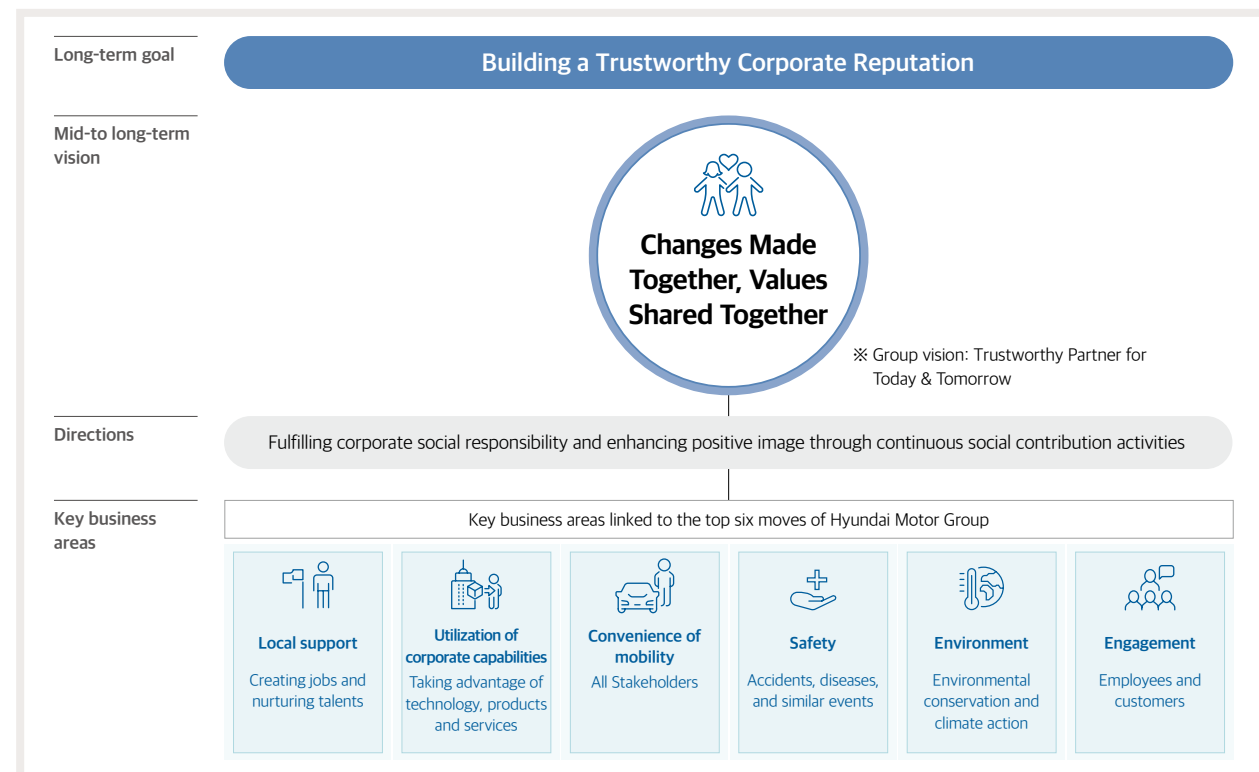 Long-term goal
Building a Trustworthy Corporate Reputation
Mid-to long-term
vision
Changes Made
Together, Values
Shared Together
※ Group vision: Trustworthy Partner for
Today & Tomorrow
Directions
Fulfilling corporate social responsibility and enhancing positive image through continuous social contribution activities
Key business
areas
Key business areas linked to the top six moves of Hyundai Motor Group
Local support
Creating jobs and
nurturing talents
Utilization of
corporate capabilities
Taking advantage of
technology, products
and services
Convenience of
mobility
All Stakeholders
Safety
Accidents, diseases,
and similar events
Environment
Environmental
conservation and
climate action
Engagement
Employees and
customers